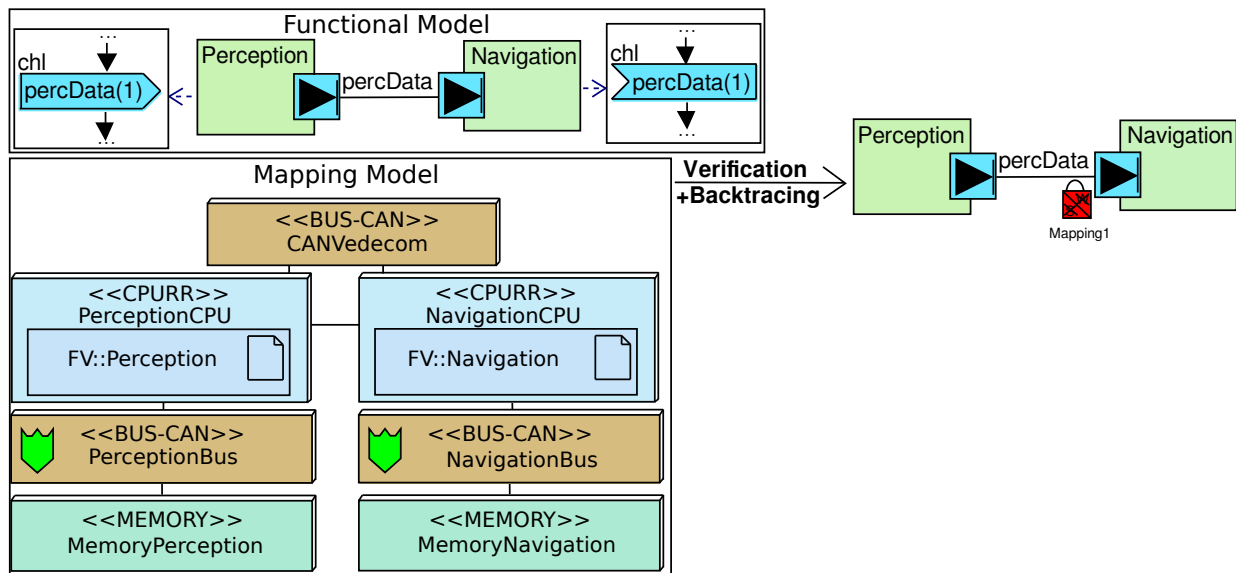 Functional Model
...
chl
percData(1)
...
Perception
percData
Navigation
...
chl
percData(1)
...
Mapping Model
<<BUS-CAN>>
CANVedecom
<<CPURR>>
PerceptionCPU
FV::Perception
<<CPURR>>
NavigationCPU
FV::Navigation
<<BUS-CAN>>
PerceptionBus
<<BUS-CAN>>
NavigationBus
<<MEMORY>>
MemoryPerception
<<MEMORY>>
MemoryNavigation
Verification
+Backtracing
Perception
percData
Navigation
Mapping1